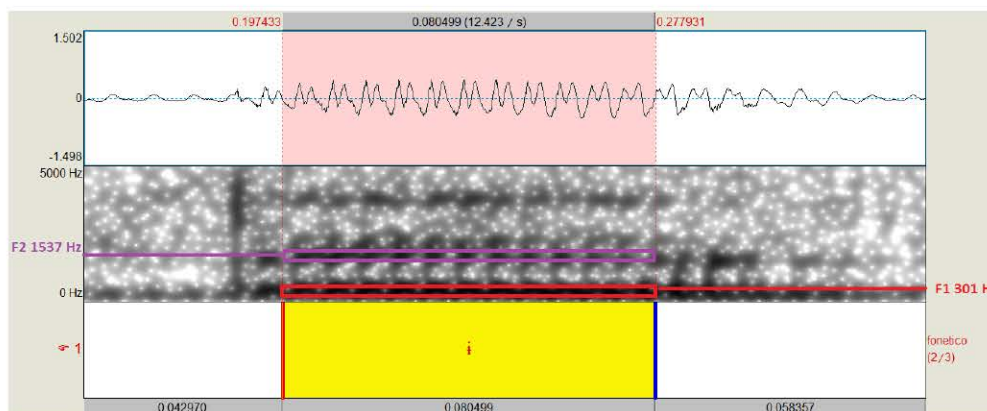 0.197433 0.080499 (12.423 / s) 0.277931
1.502
0
-1.498
5000 Hz
F2 1537 Hz
0 Hz
F1 301 H
1 ɨ fonetico
(2/3)
0.042970 0.080499 0.058357